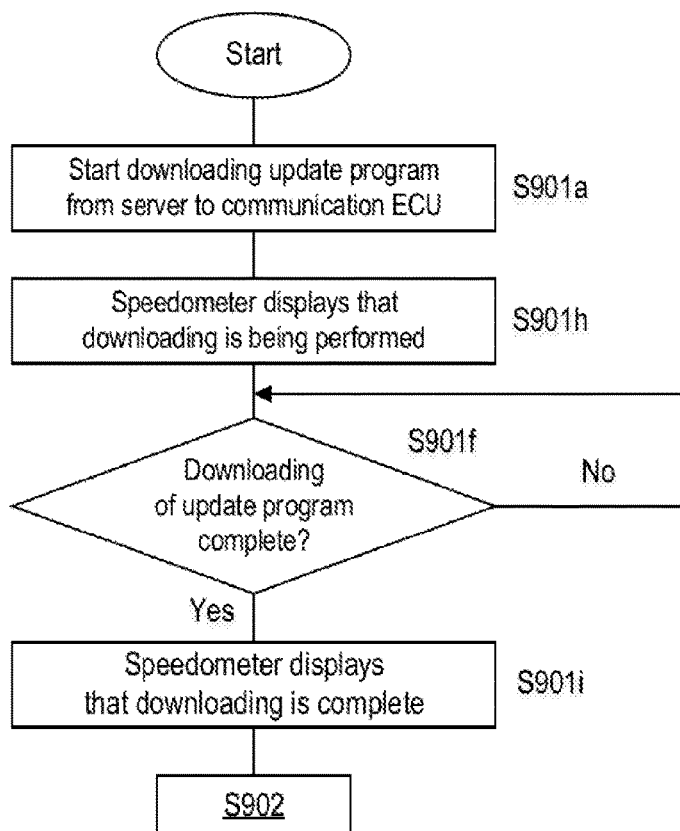 Start
Start downloading update program
from server to communication ECU
S901a
Speedometer displays that
downloading is being performed
S901h
S901f
Downloading
of update program
complete?
No
Yes
Speedometer displays
that downloading is complete
S901i
S902